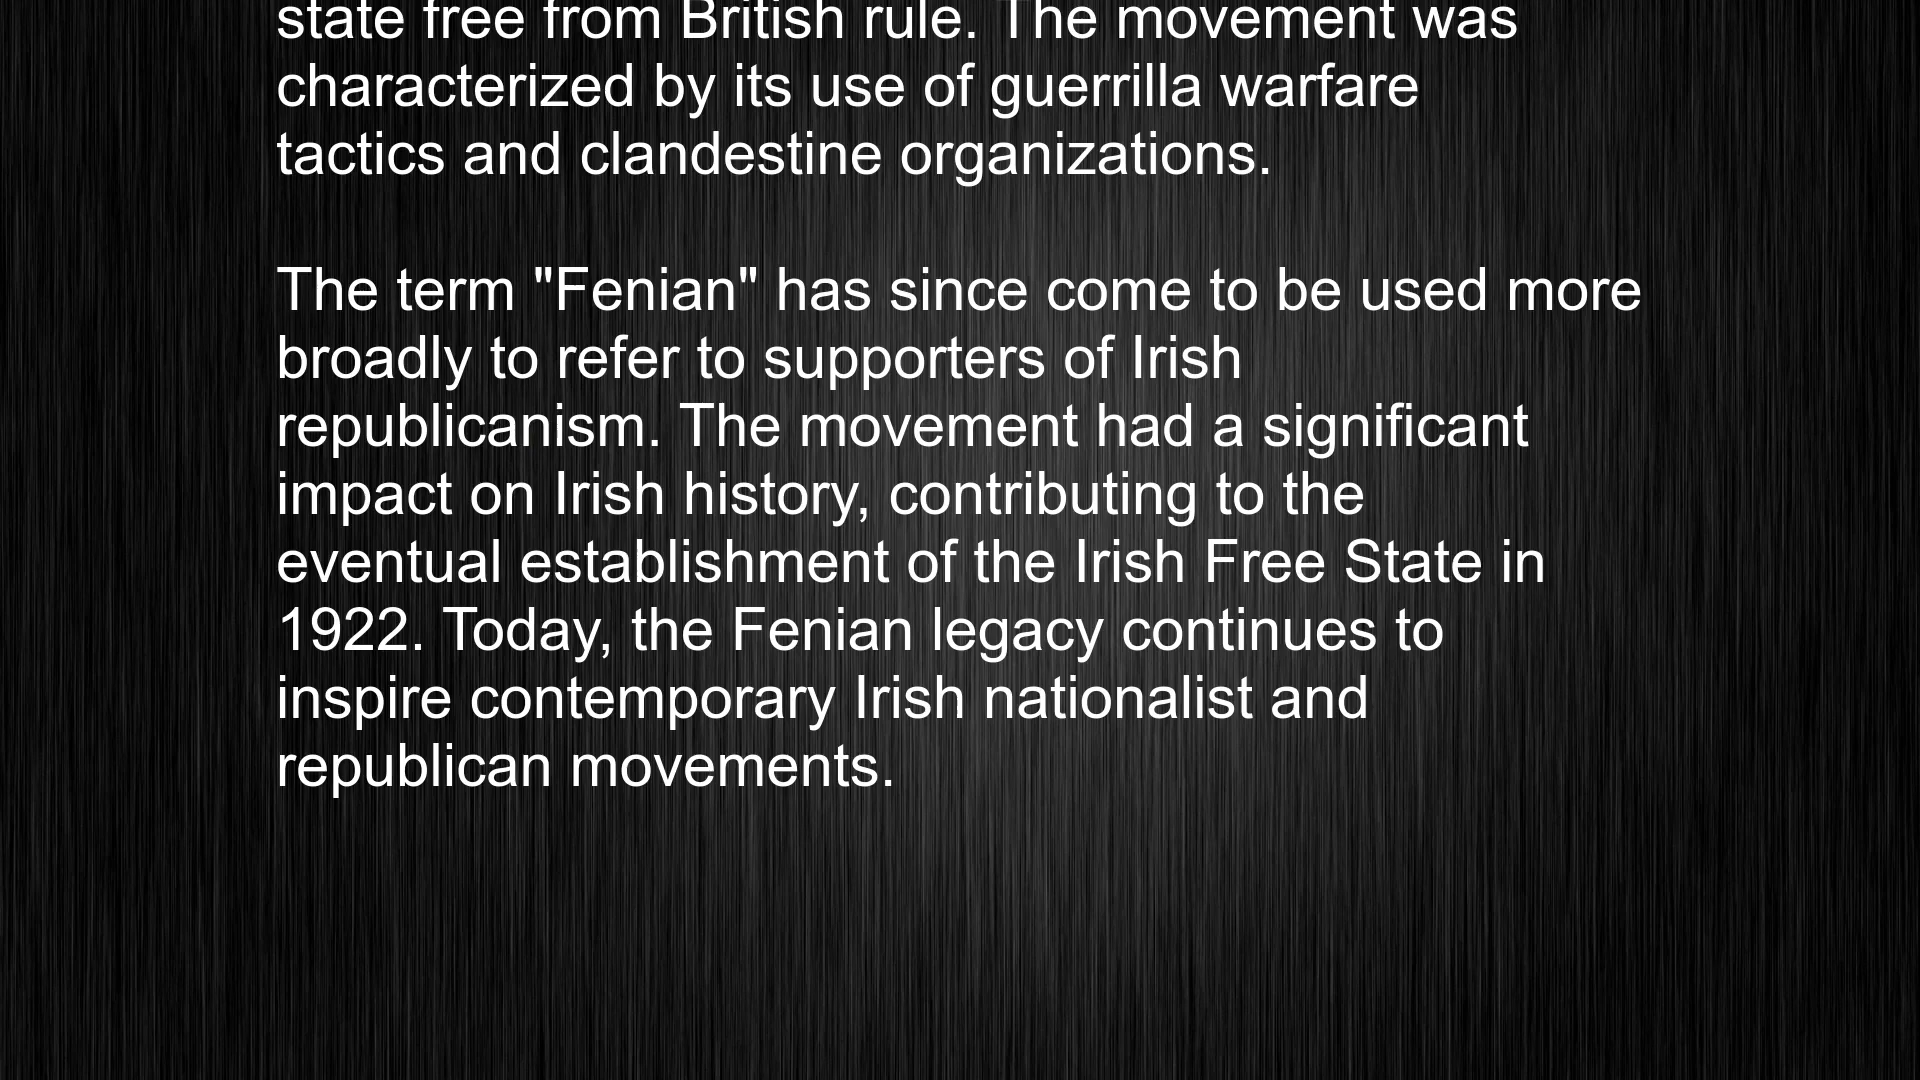 state free from British rule. The movement was
characterized by its use of guerrilla warfare
tactics and clandestine organizations.
The term "Fenian" has since come to be used more
broadly to refer to supporters of Irish
republicanism. The movement had a significant
impact on Irish history, contributing to the
eventual establishment of the Irish Free State in
1922. Today, the Fenian legacy continues to
inspire contemporary Irish nationalist and
republican movements.